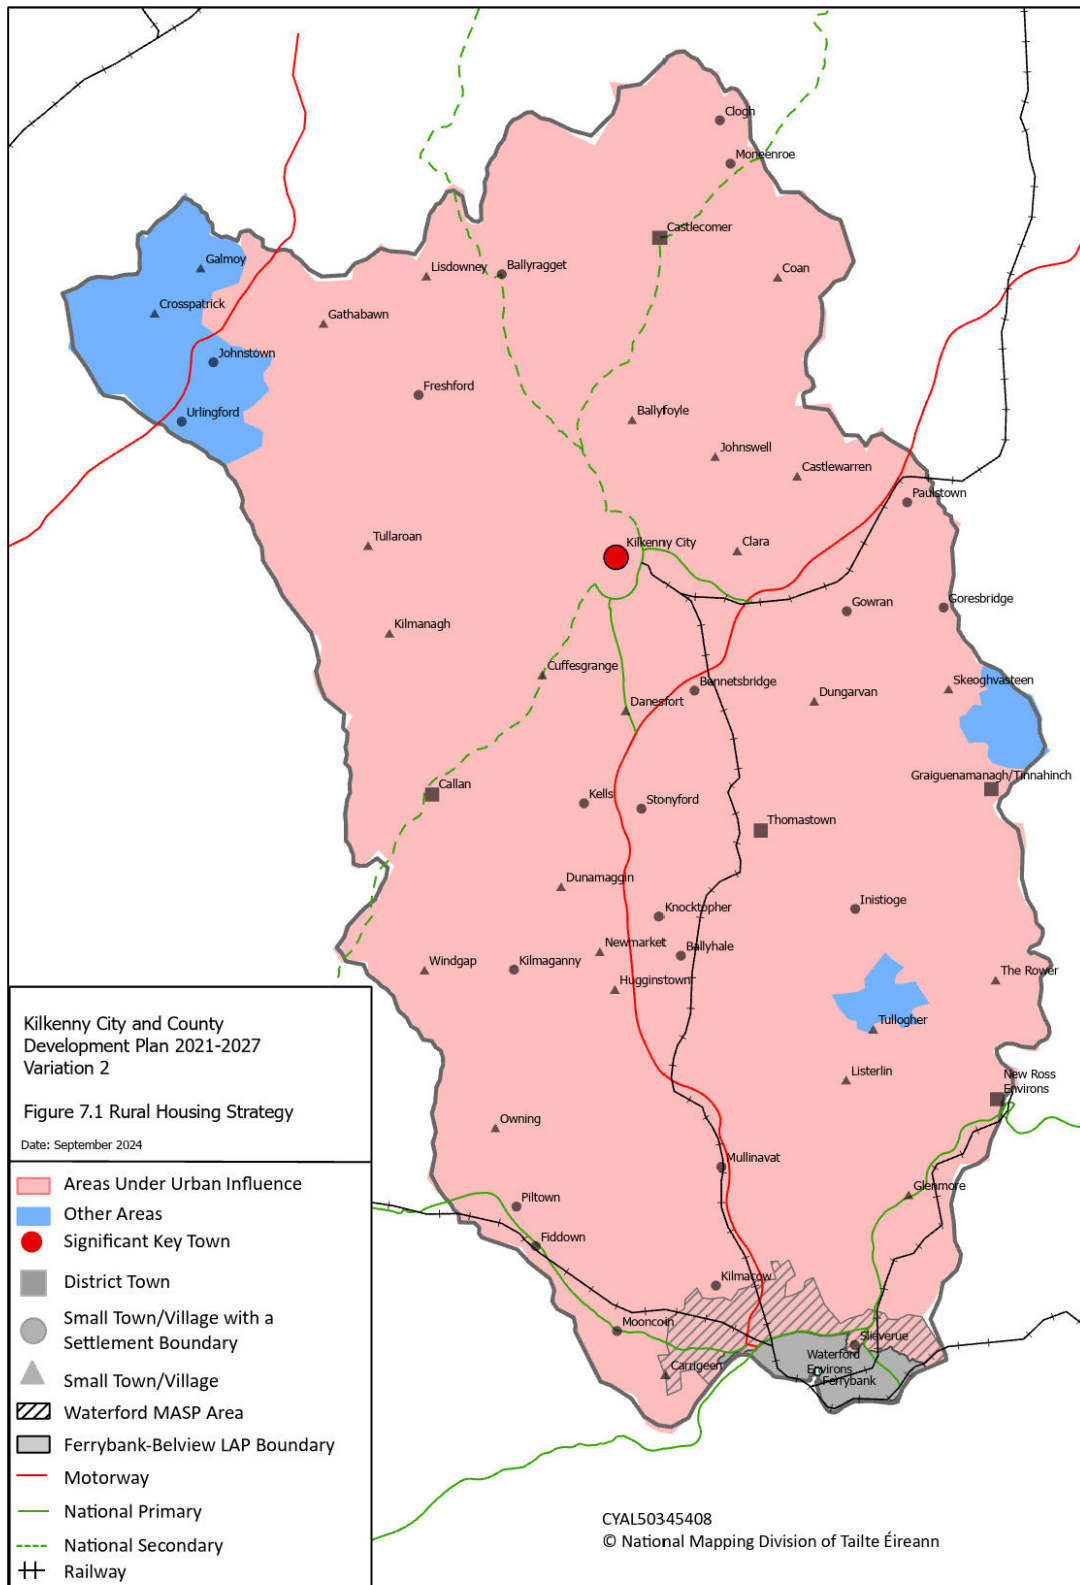 Clogh
Moneenroe
Castlecomer
Galmoy
Lisdowney
Ballyragget
Coan
Crosspatrick
Gathabawn
Johnstown
Freshford
Urlingford
Ballyfoyle
Johnswell
Castlewarren
Paulstown
Tullaroan
Kilkenny City
Clara
Gowran
Goresbridge
Kilmanagh
Cuffesgrange
Bennetsbridge
Dungarvan
Skeoghvasteen
Danesfort
Graiguenamanagh/Tinnahinch
Callan
Kells
Stonyford
Thomastown
Dunamaggin
Knocktopher
Inistioge
Newmarket
Ballyhale
Windgap
Kilmaganny
Hugginstown
The Rower
Tullogher
Listerlin
New Ross
Environs
Owning
Mullinavat
Glenmore
Piltown
Fiddown
Kilmacow
Mooncoin
Slieverue
Waterford
Environs
Ferrybank
Carrigeen
Kilkenny City and County
Development Plan 2021-2027
Variation 2
Figure 7.1 Rural Housing Strategy
Date: September 2024
Areas Under Urban Influence
Other Areas
Significant Key Town
District Town
Small Town/Village with a
Settlement Boundary
Small Town/Village
Waterford MASP Area
Ferrybank-Belview LAP Boundary
Motorway
National Primary
National Secondary
Railway
CYAL50345408
© National Mapping Division of Tailte Éireann